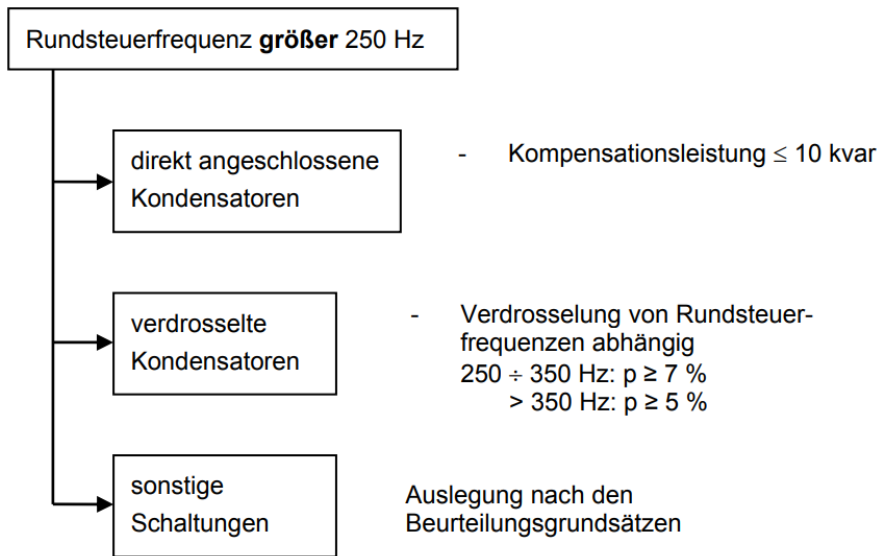 Rundsteuerfrequenz größer 250 Hz
direkt angeschlossene
Kondensatoren
- Kompensationsleistung ≤ 10 kvar
verdrosselte
Kondensatoren
- Verdrosselung von Rundsteuer-
frequenzen abhängig
250 ÷ 350 Hz: p ≥ 7 %
> 350 Hz: p ≥ 5 %
sonstige
Schaltungen
Auslegung nach den
Beurteilungsgrundsätzen